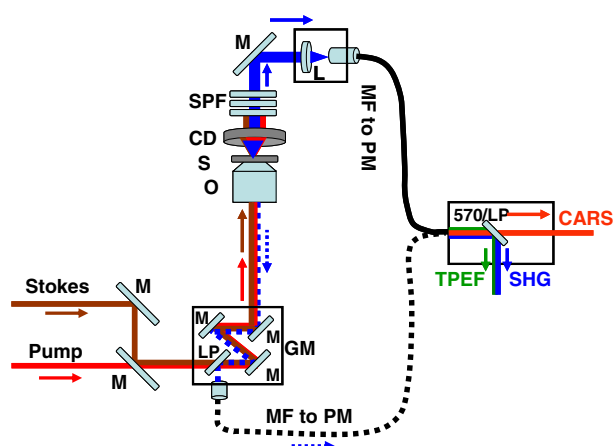 M
L
SPF
CD
S
O
MF to PM
570/LP
CARS
TPEF
SHG
Stokes
M
M
M
GM
LP
Pump
M
M
MF to PM